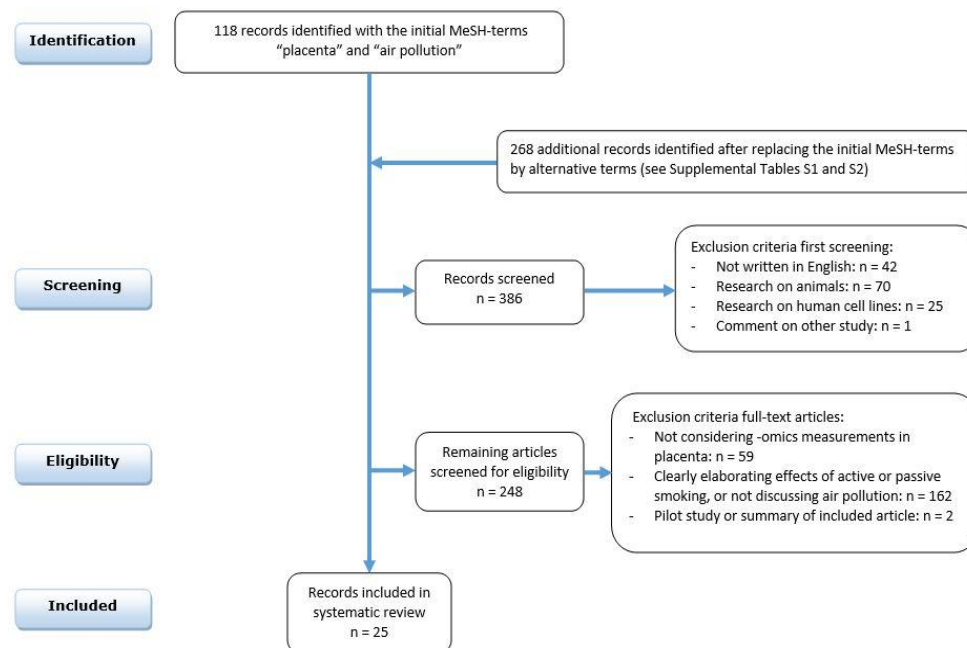 Identification
118 records identified with the initial MeSH-terms
“placenta” and “air pollution”
268 additional records identified after replacing the initial MeSH-terms
by alternative terms (see Supplemental Tables S1 and S2)
Screening
Records screened
n = 386
Exclusion criteria first screening:
- Not written in English: n = 42
- Research on animals: n = 70
- Research on human cell lines: n = 25
- Comment on other study: n = 1
Eligibility
Remaining articles
screened for eligibility
n = 248
Exclusion criteria full-text articles:
- Not considering -omics measurements in
placenta: n = 59
- Clearly elaborating effects of active or passive
smoking, or not discussing air pollution: n = 162
- Pilot study or summary of included article: n = 2
Included
Records included in
systematic review
n = 25